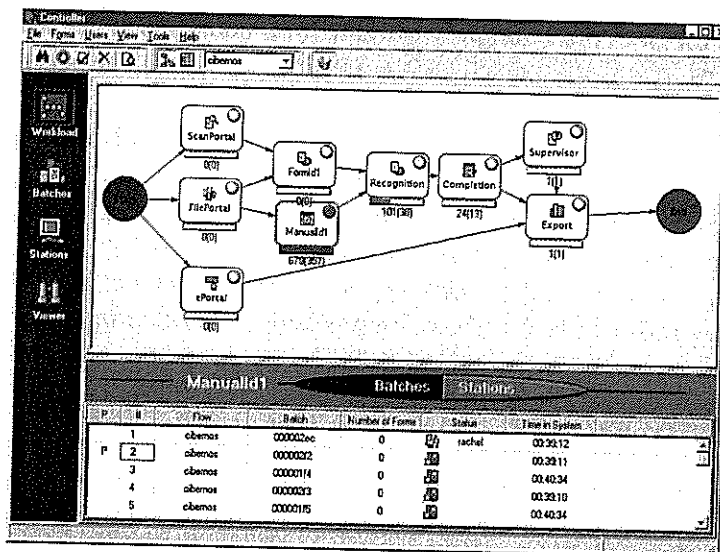 Controller
File Forms Users View Tools Help
cibernos
Workload
Batches
Stations
Viewer
ScanPortal
0(0)
FilePortal
0(0)
ePortal
0(0)
FormId1
0(0)
ManualId1
679(357)
Recognition
101(38)
Completion
24(13)
Supervisor
1(1)
Export
1(1)
End
ManualId1 Batches Stations
P # Flow Batch Number of Forms Status Time in System
1 cibernos 000002ec 0 rachel 00:39:12
P 2 cibernos 000002f2 0 00:39:11
3 cibernos 000001f4 0 00:40:34
4 cibernos 000002f3 0 00:39:10
5 cibernos 000001f5 0 00:40:34